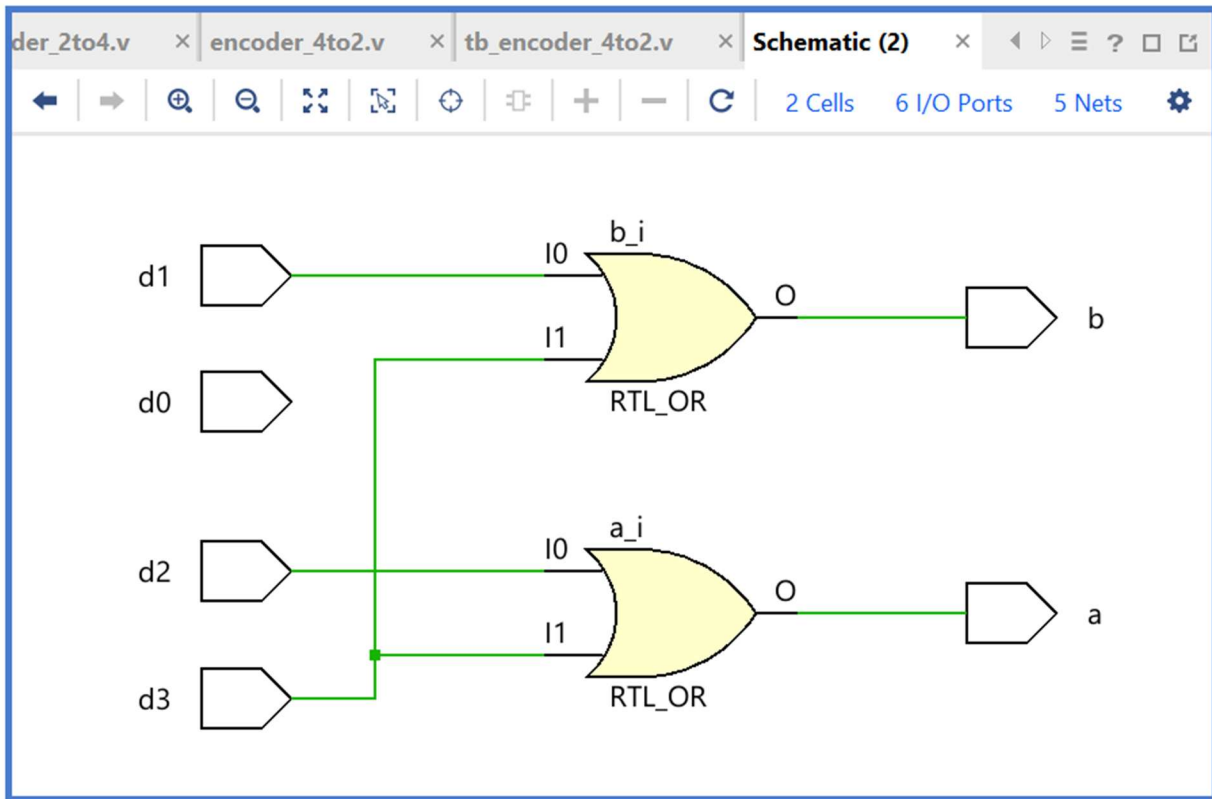 der_2to4.v × encoder_4to2.v × tb_encoder_4to2.v × Schematic (2) × ?
2 Cells 6 I/O Ports 5 Nets
b_i
d1 I0 O b
I1
d0 RTL_OR
a_i
d2 I0 O a
I1
d3 RTL_OR